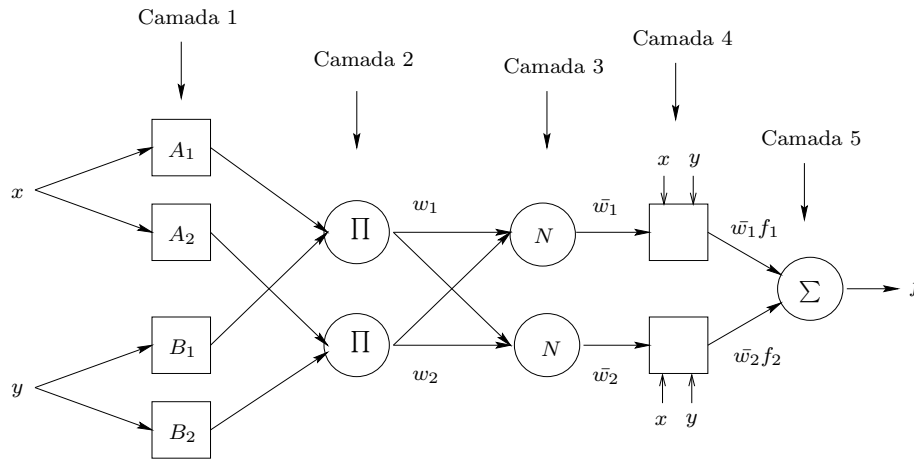 Camada 1
Camada 2
Camada 3
Camada 4
Camada 5
x
y
A₁
A₂
B₁
B₂
∏
∏
w₁
w₂
N
N
w̄₁
w̄₂
x y
x y
w̄₁f₁
w̄₂f₂
∑